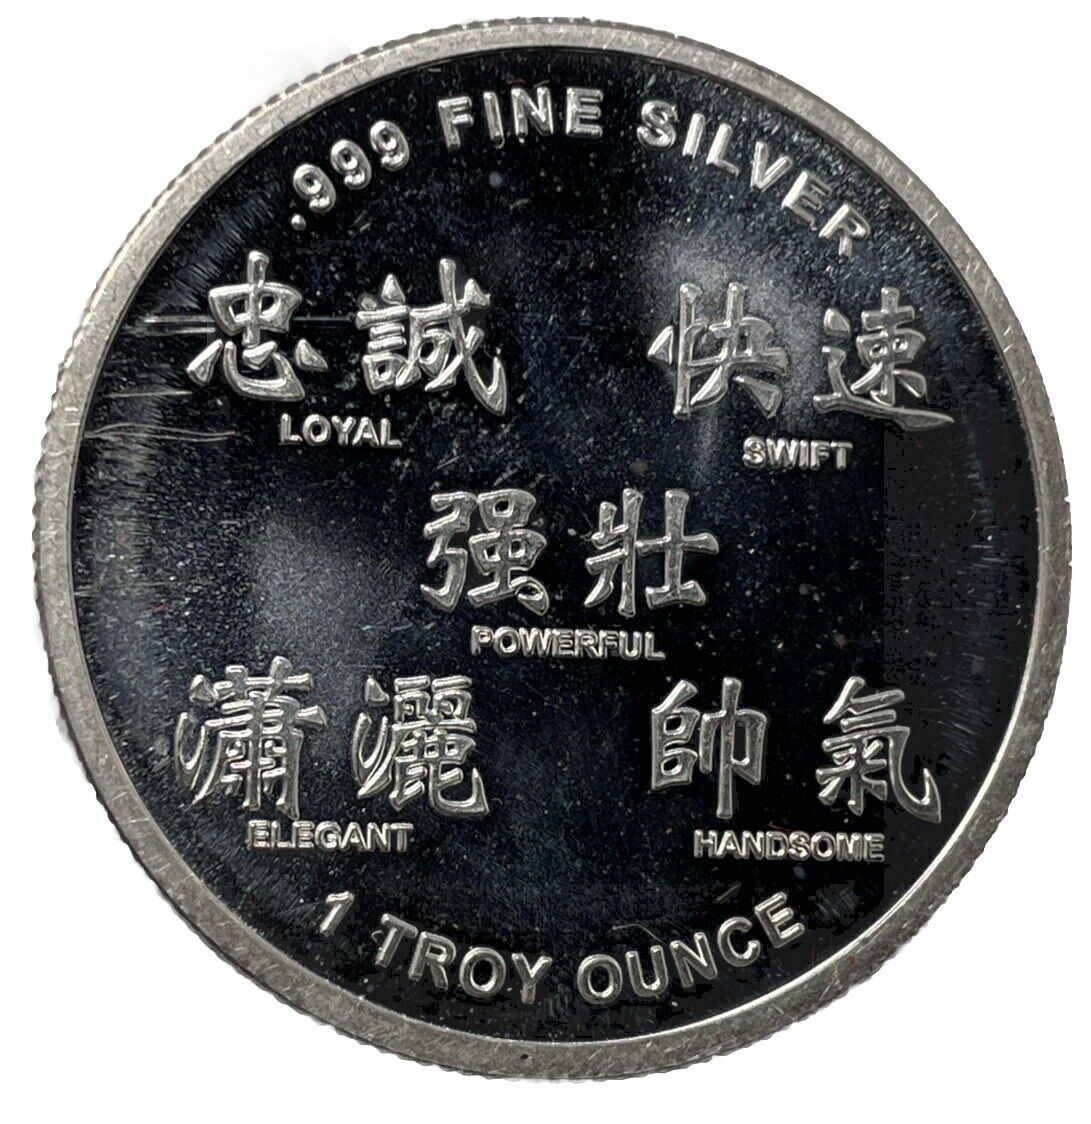 .999 FINE SILVER
忠誠 快速
LOYAL SWIFT
强壯
POWERFUL
瀟灑 帥氣
ELEGANT HANDSOME
1 TROY OUNCE